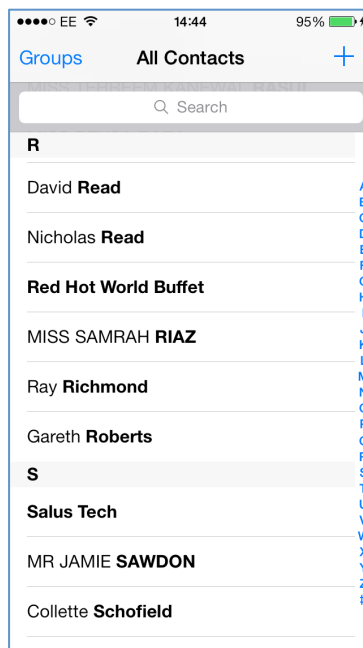 EE 14:44 95%
Groups All Contacts +
Search
R
David Read
Nicholas Read
Red Hot World Buffet
MISS SAMRAH RIAZ
Ray Richmond
Gareth Roberts
S
Salus Tech
MR JAMIE SAWDON
Collette Schofield